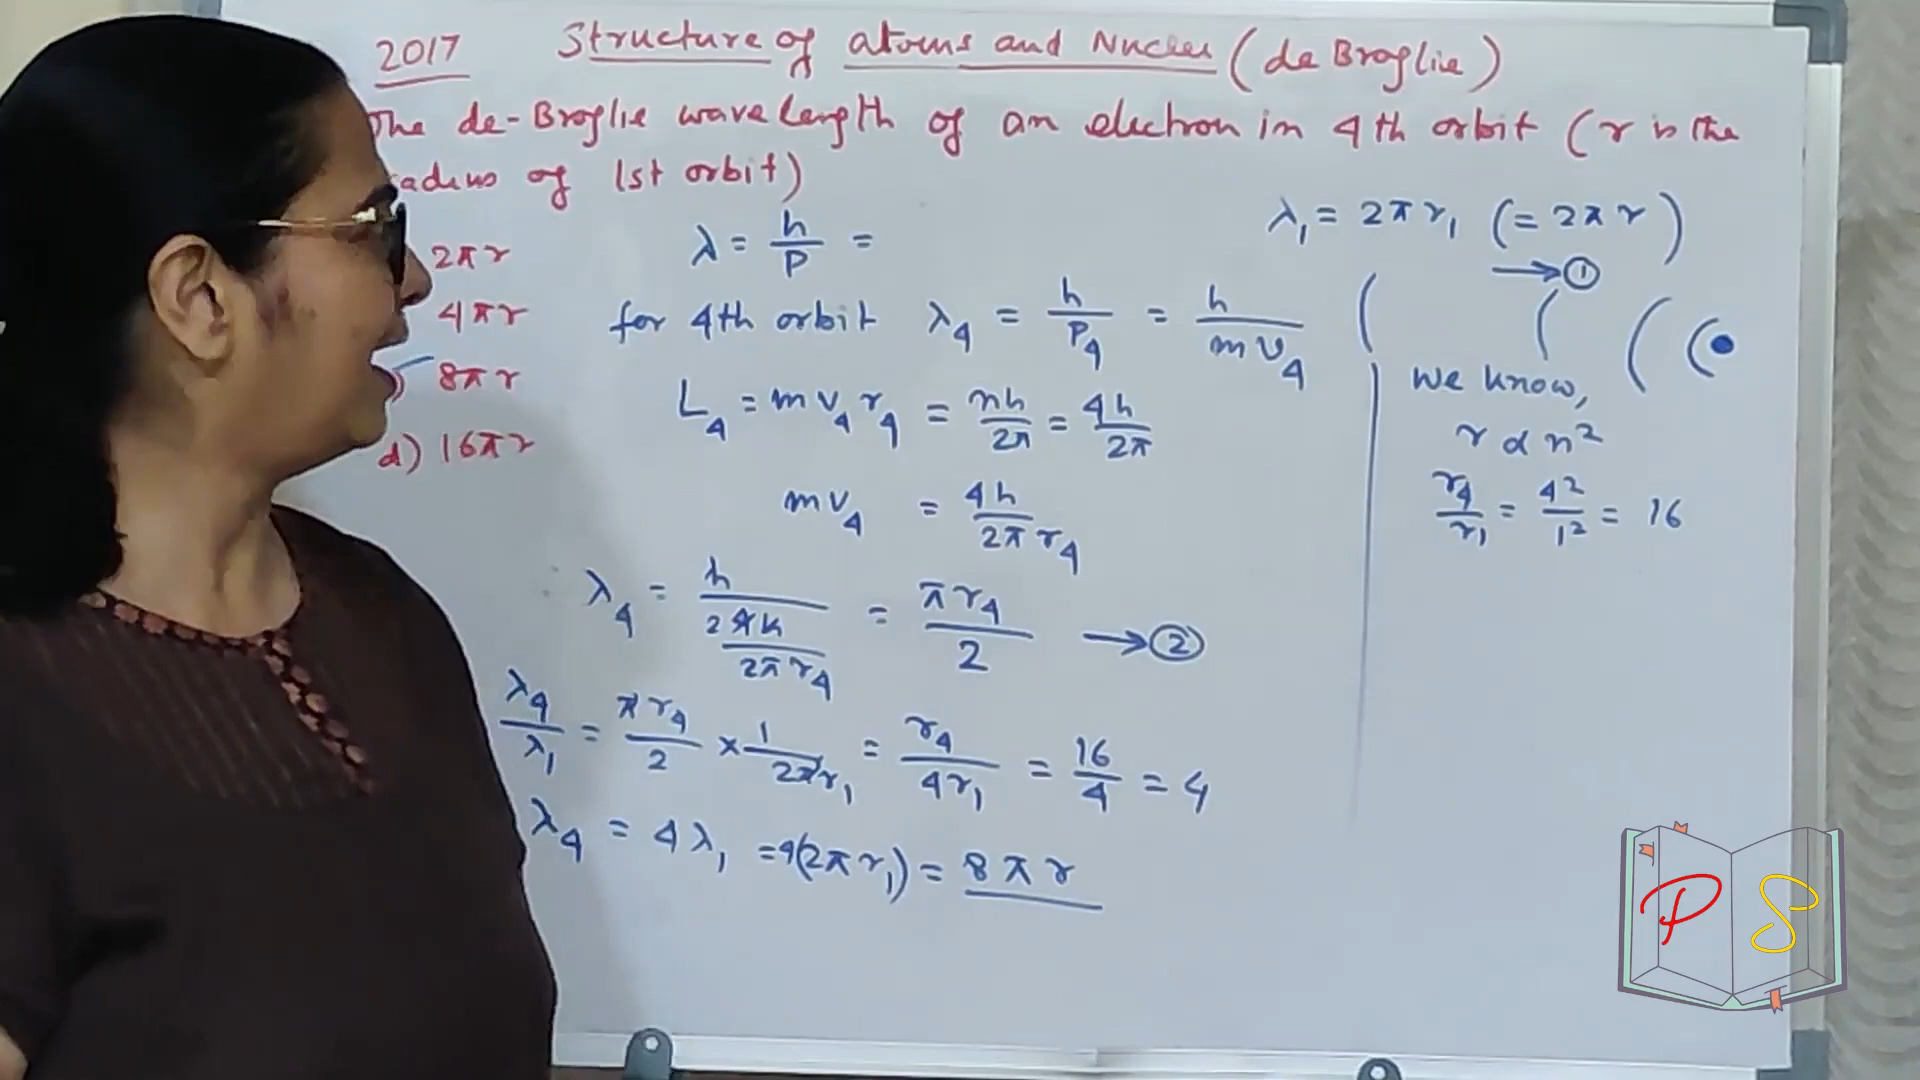 2017 Structure of atoms and Nuclei (de Broglie)
The de-Broglie wavelength of an electron in 4th orbit (r is the
radius of 1st orbit)
2πr
4πr
) 8πr
d) 16πr
λ = h/P =
λ₁ = 2πr₁ (= 2πr)
→ ①
for 4th orbit λ₄ = h/P₄ = h/mv₄
L₄ = mv₄r₄ = nh/2π = 4h/2π
mv₄ = 4h/2πr₄
λ₄ = h/(4h/2πr₄) = πr₄/2 → ②
λ₄/λ₁ = πr₄/2 × 1/2πr₁ = r₄/4r₁ = 16/4 = 4
λ₄ = 4λ₁ = 4(2πr₁) = 8πr
We know,
r ∝ n²
r₄/r₁ = 4²/1² = 16
PS